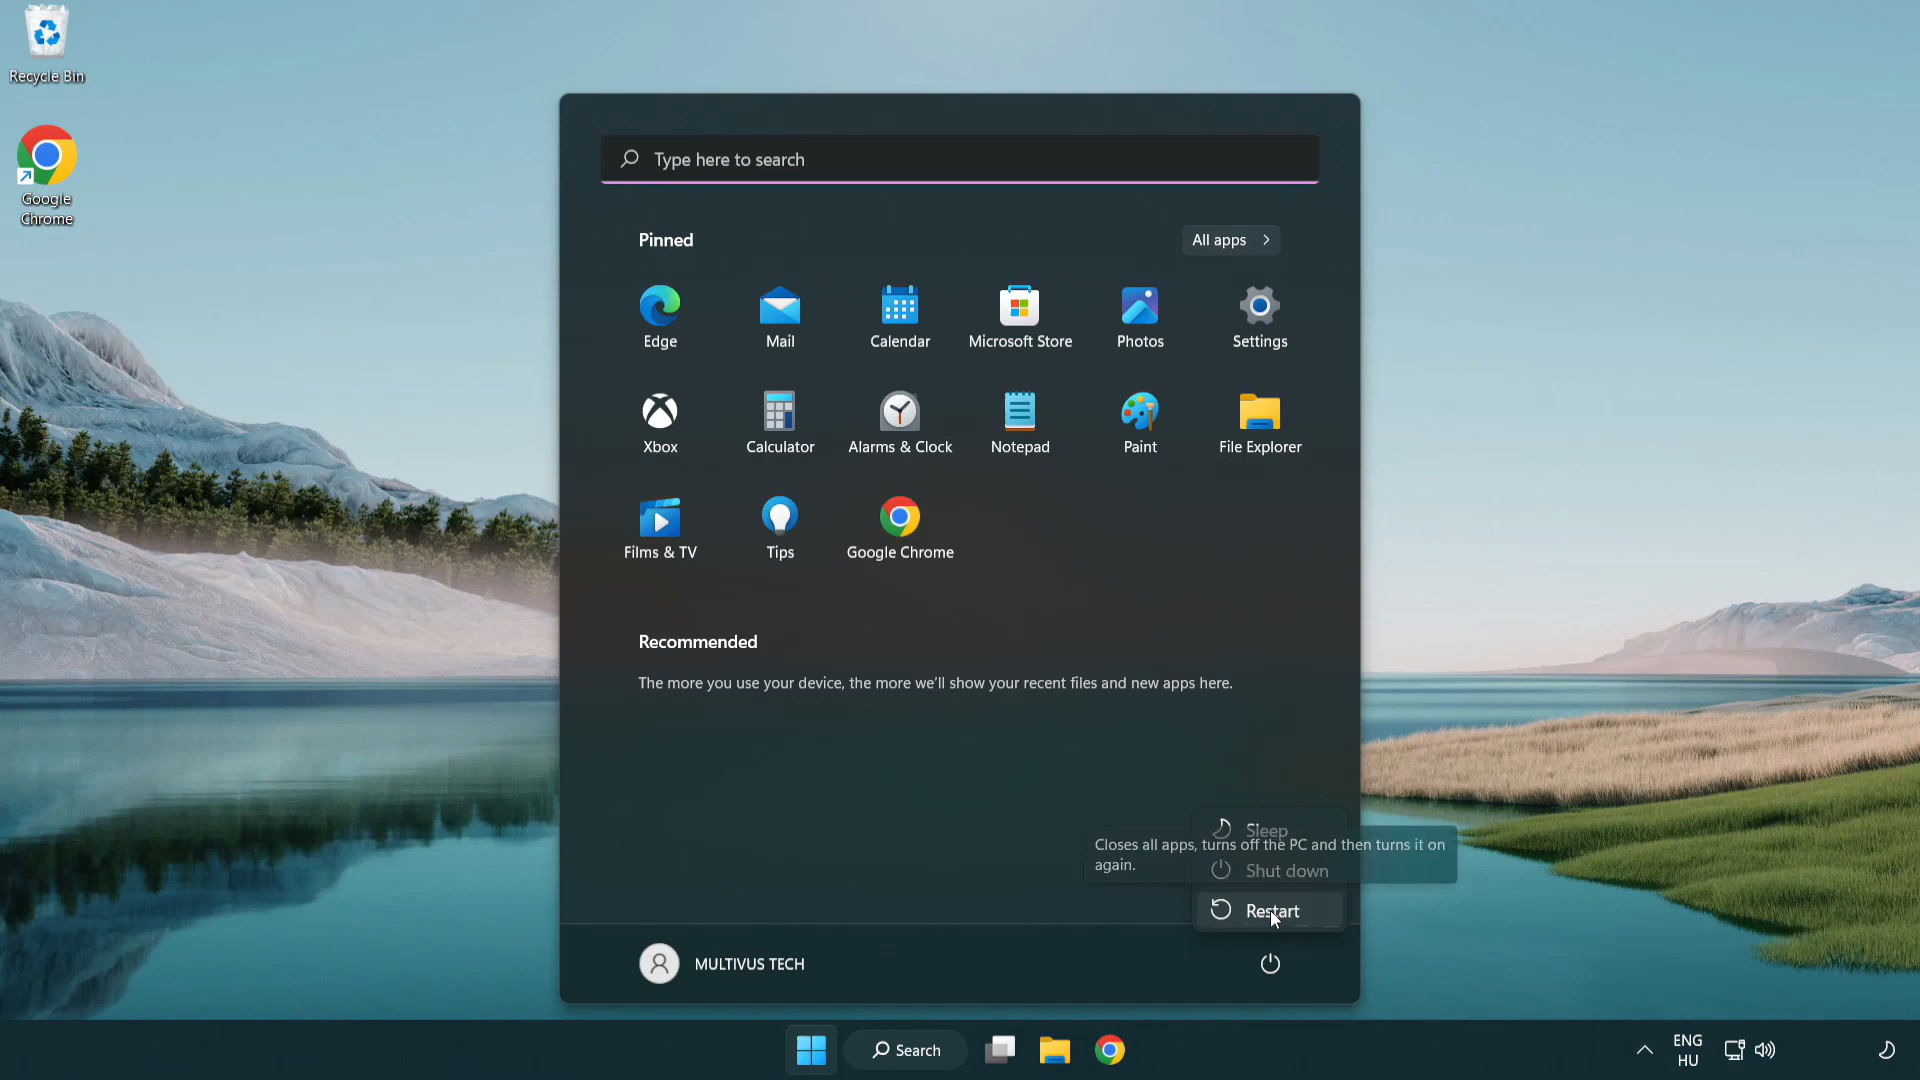 Recycle Bin
Google
Chrome
Type here to search
Pinned
All apps
Edge
Mail
Calendar
Microsoft Store
Photos
Settings
Xbox
Calculator
Alarms & Clock
Notepad
Paint
File Explorer
Films & TV
Tips
Google Chrome
Recommended
The more you use your device, the more we'll show your recent files and new apps here.
Sleep
Closes all apps, turns off the PC and then turns it on
again.
Shut down
Restart
MULTIVUS TECH
Search
ENG
HU